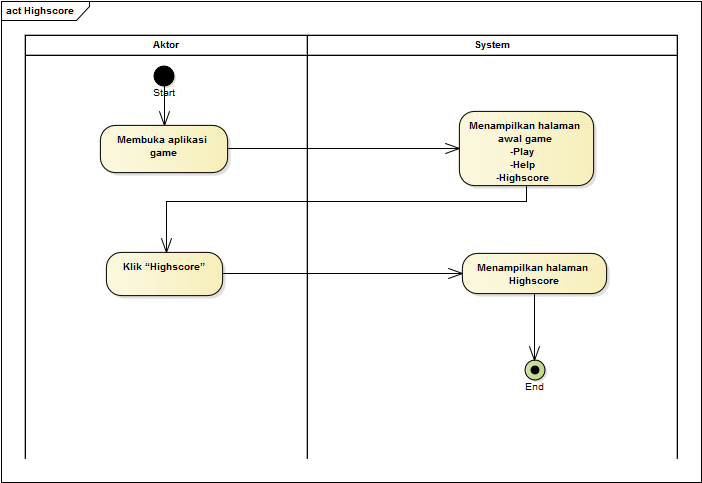 act Highscore
Aktor
System
Start
Membuka aplikasi
game
Menampilkan halaman
awal game
-Play
-Help
-Highscore
Klik “Highscore”
Menampilkan halaman
Highscore
End